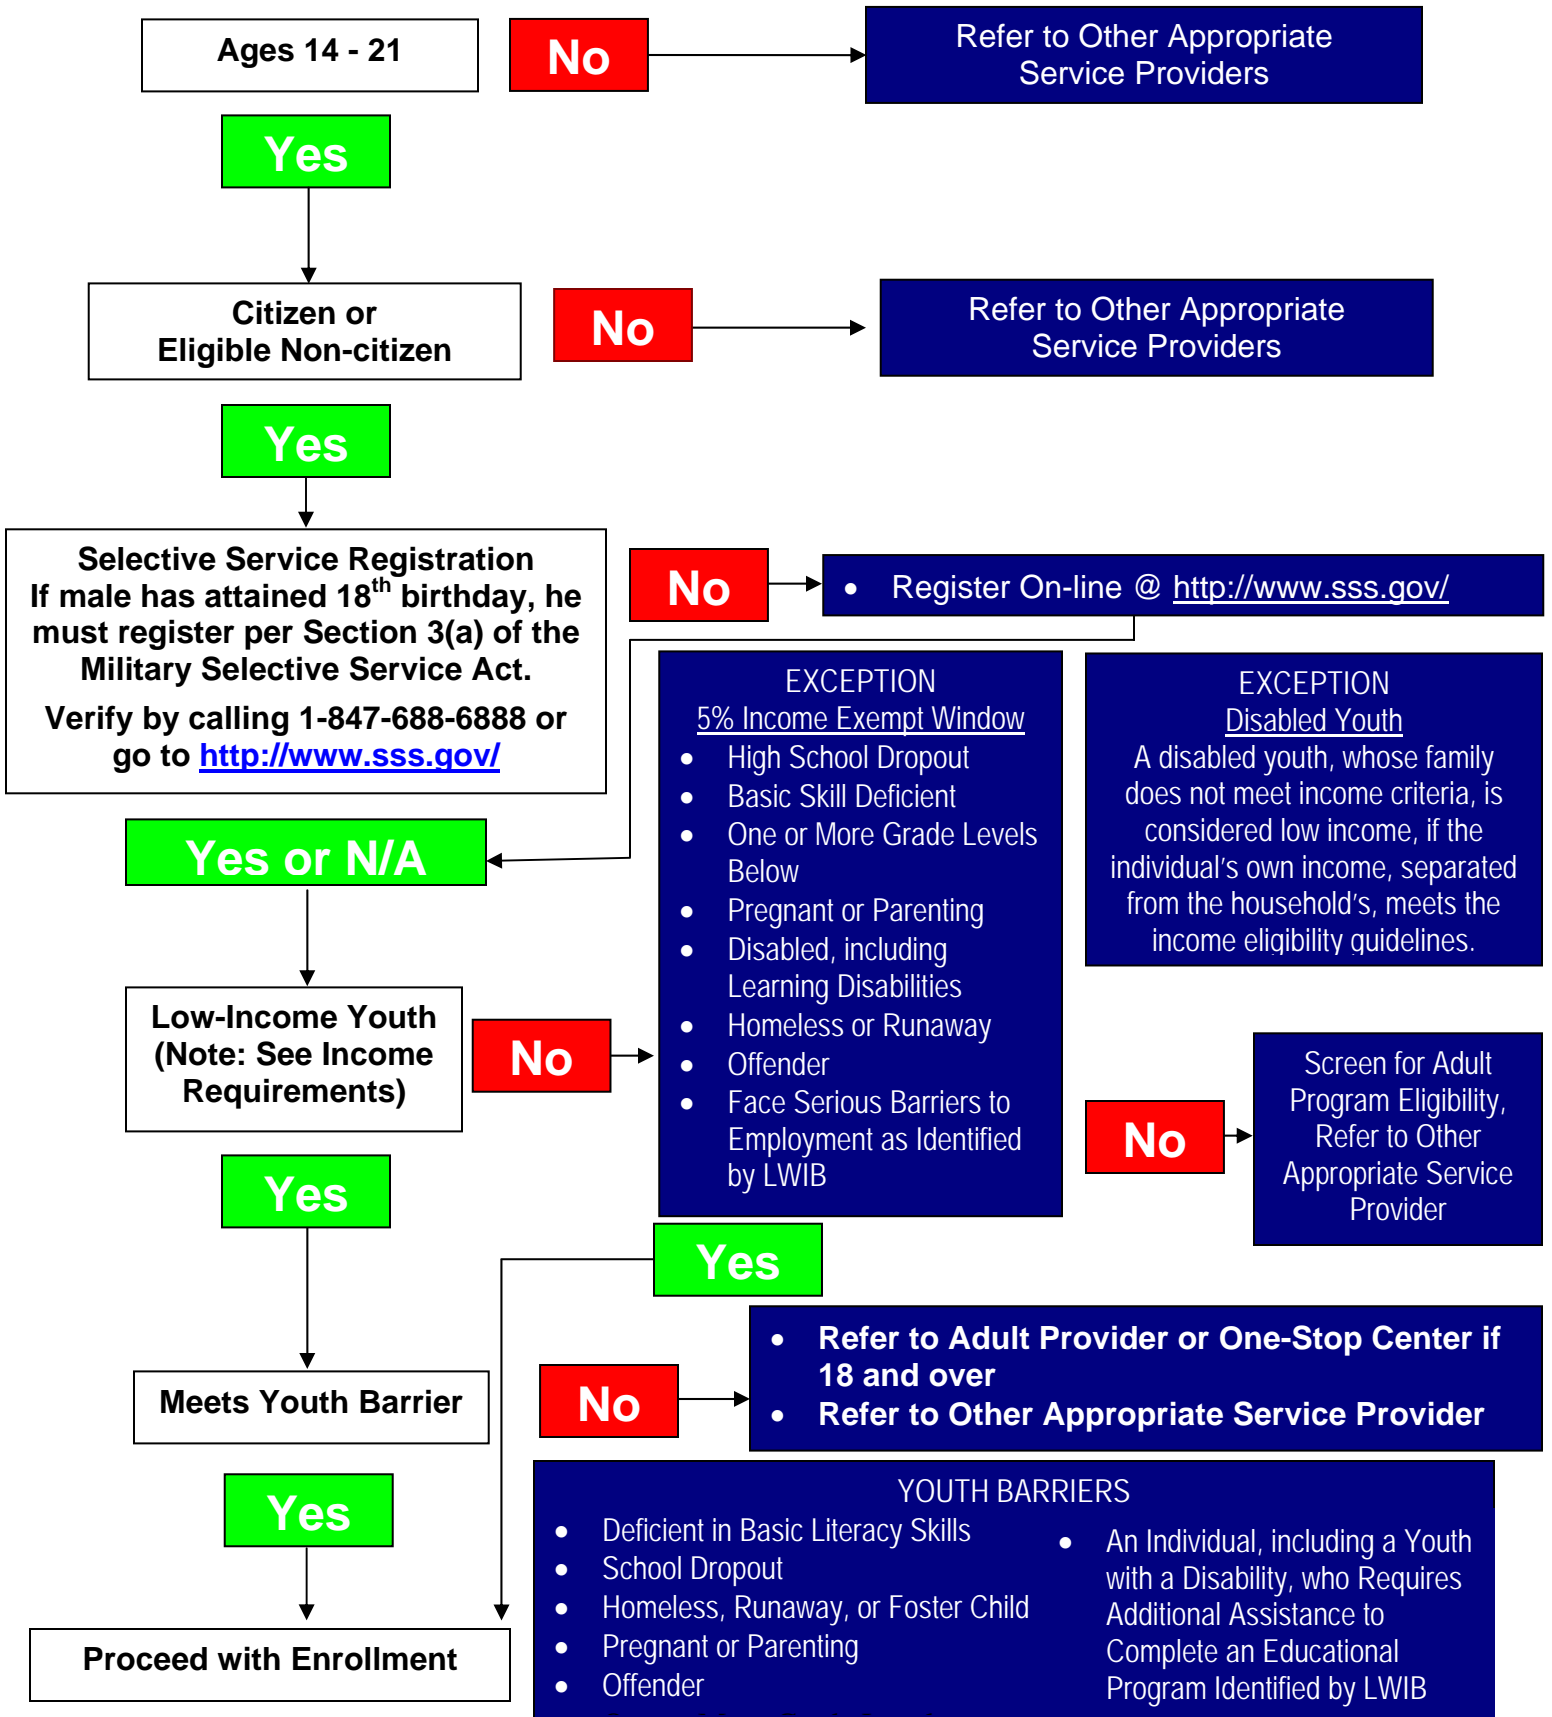 Ages 14 - 21
No
Refer to Other Appropriate
Service Providers
Yes
Citizen or
Eligible Non-citizen
No
Refer to Other Appropriate
Service Providers
Yes
Selective Service Registration
If male has attained 18th birthday, he
must register per Section 3(a) of the
Military Selective Service Act.
Verify by calling 1-847-688-6888 or
go to http://www.sss.gov/
No
• Register On-line @ http://www.sss.gov/
EXCEPTION
5% Income Exempt Window
• High School Dropout
• Basic Skill Deficient
• One or More Grade Levels
Below
• Pregnant or Parenting
• Disabled, including
Learning Disabilities
• Homeless or Runaway
• Offender
• Face Serious Barriers to
Employment as Identified
by LWIB
EXCEPTION
Disabled Youth
A disabled youth, whose family
does not meet income criteria, is
considered low income, if the
individual's own income, separated
from the household's, meets the
income eligibility guidelines.
Yes or N/A
Low-Income Youth
(Note: See Income
Requirements)
No
No
Screen for Adult
Program Eligibility,
Refer to Other
Appropriate Service
Provider
Yes
Yes
Meets Youth Barrier
No
• Refer to Adult Provider or One-Stop Center if
18 and over
• Refer to Other Appropriate Service Provider
Yes
Proceed with Enrollment
YOUTH BARRIERS
• Deficient in Basic Literacy Skills
• School Dropout
• Homeless, Runaway, or Foster Child
• Pregnant or Parenting
• Offender
• An Individual, including a Youth
with a Disability, who Requires
Additional Assistance to
Complete an Educational
Program Identified by LWIB